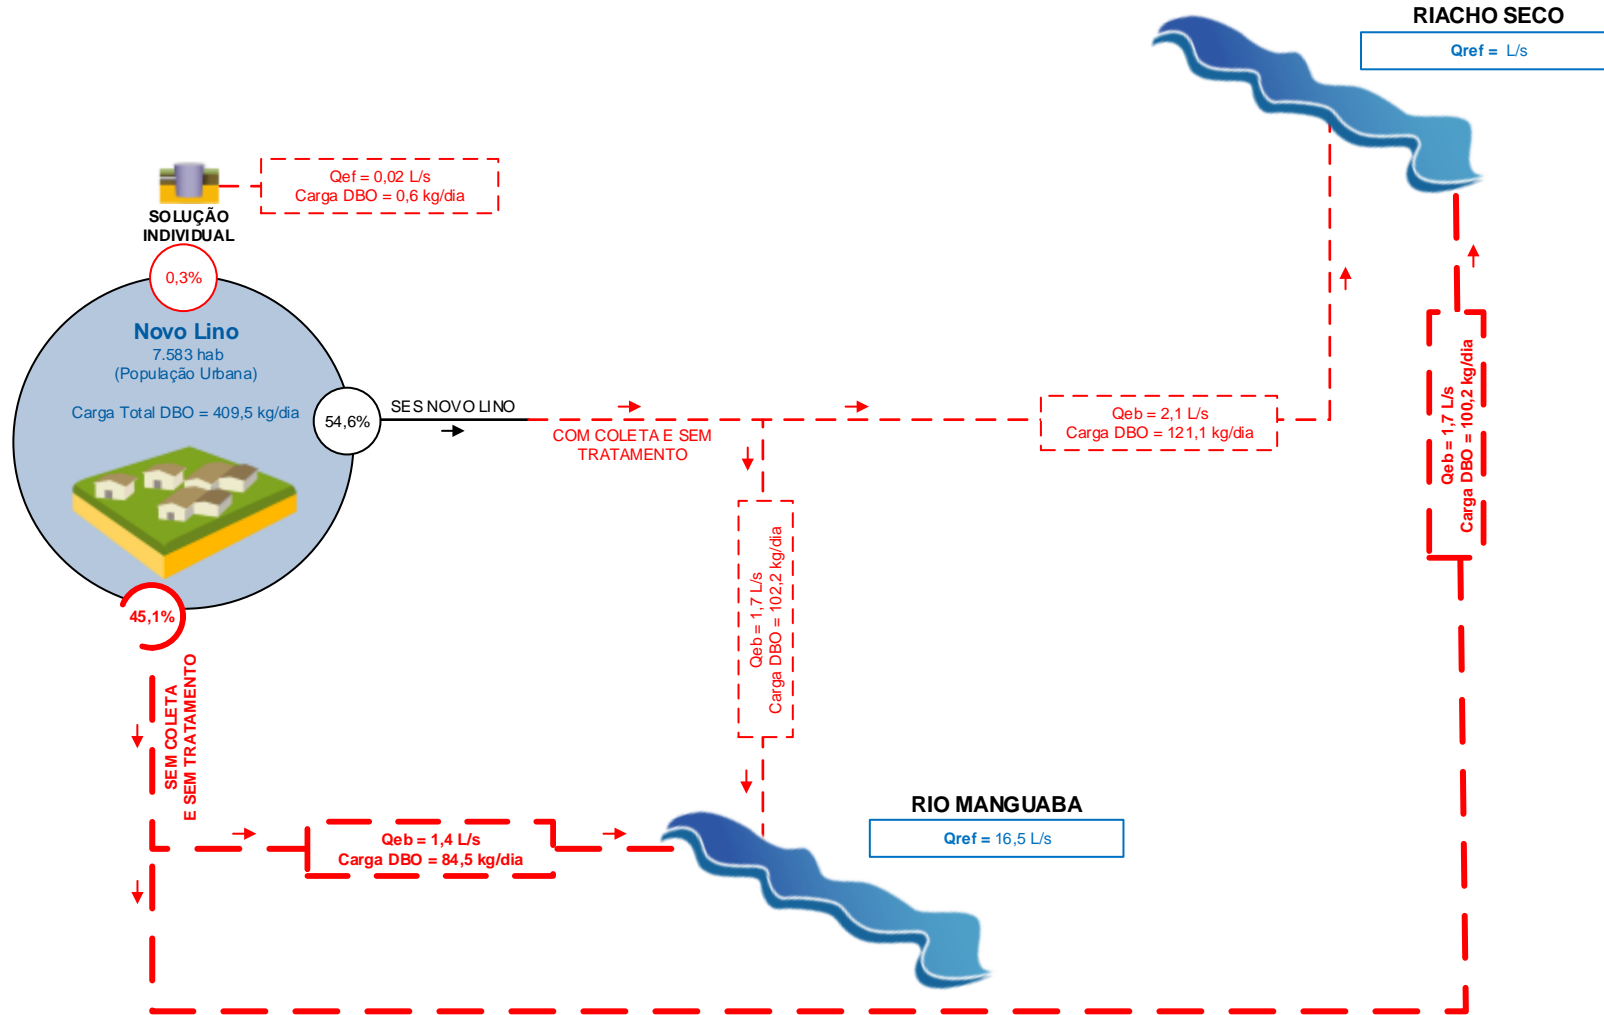 RIACHO SECO
Qref = L/s
Qef = 0,02 L/s
Carga DBO = 0,6 kg/dia
SOLUÇÃO
INDIVIDUAL
0,3%
Novo Lino
7.583 hab
(População Urbana)
Carga Total DBO = 409,5 kg/dia
54,6%
SES NOVO LINO
COM COLETA E SEM
TRATAMENTO
Qeb = 2,1 L/s
Carga DBO = 121,1 kg/dia
Qeb = 1,7 L/s
Carga DBO = 100,2 kg/dia
Qeb = 1,7 L/s
Carga DBO = 102,2 kg/dia
45,1%
SEM COLETA
E SEM TRATAMENTO
Qeb = 1,4 L/s
Carga DBO = 84,5 kg/dia
RIO MANGUABA
Qref = 16,5 L/s